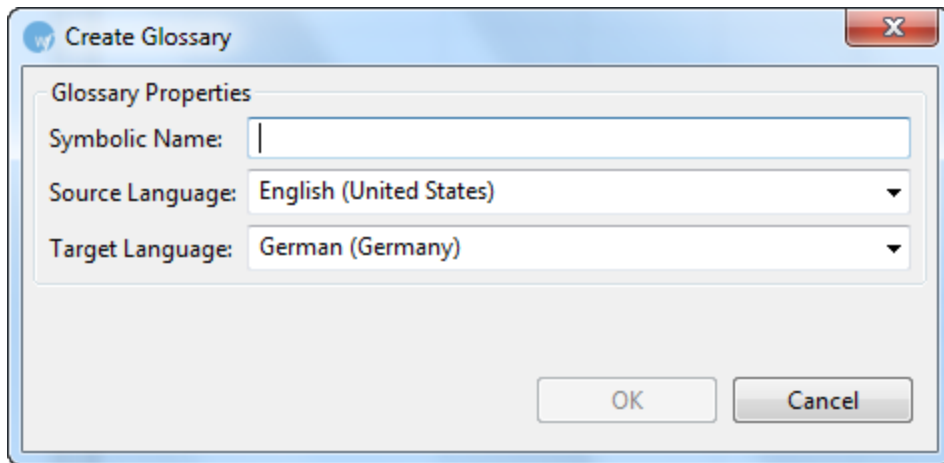 Create Glossary
Glossary Properties
Symbolic Name:
Source Language: English (United States)
Target Language: German (Germany)
OK Cancel